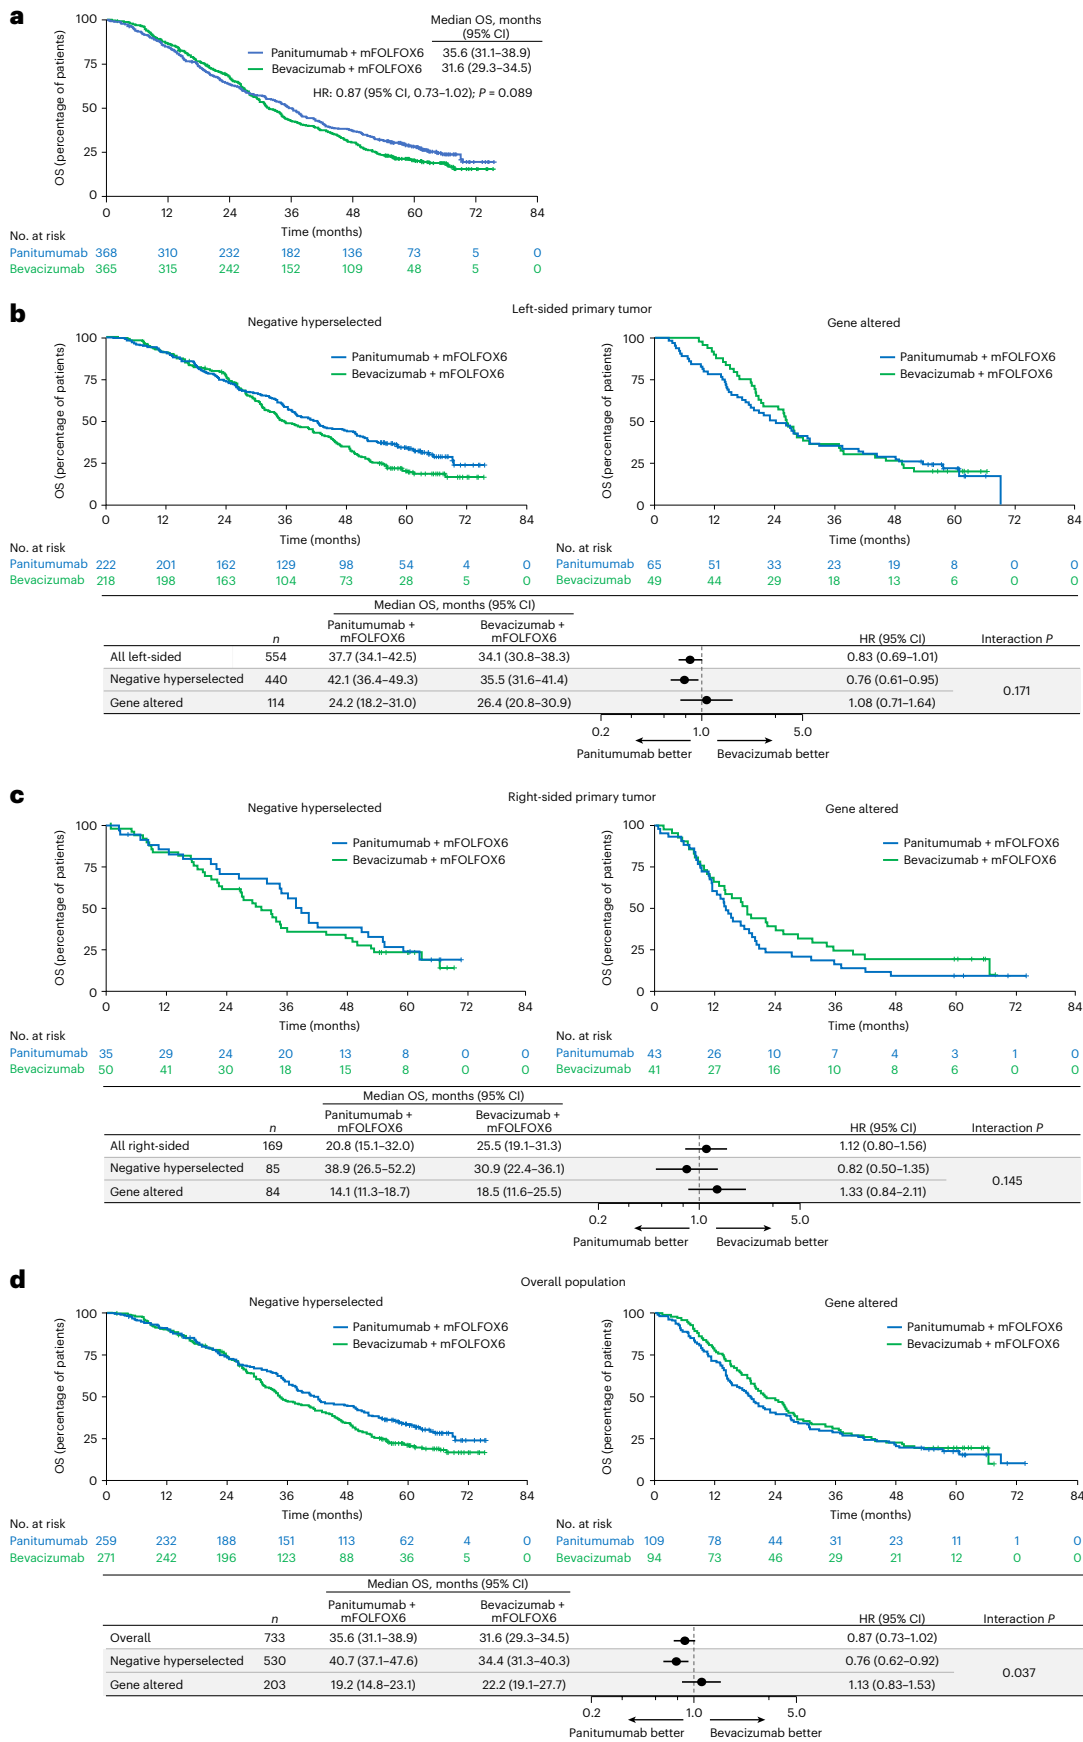 a
Median OS, months
(95% CI)
Panitumumab + mFOLFOX6 35.6 (31.1–38.9)
Bevacizumab + mFOLFOX6 31.6 (29.3–34.5)
HR: 0.87 (95% CI, 0.73–1.02); P = 0.089
OS (percentage of patients)
100
75
50
25
0
0 12 24 36 48 60 72 84
Time (months)
No. at risk
Panitumumab 368 310 232 182 136 73 5 0
Bevacizumab 365 315 242 152 109 48 5 0
b
Left-sided primary tumor
Negative hyperselected
OS (percentage of patients)
100
75
50
25
0
Panitumumab + mFOLFOX6
Bevacizumab + mFOLFOX6
0 12 24 36 48 60 72 84
Time (months)
No. at risk
Panitumumab 222 201 162 129 98 54 4 0
Bevacizumab 218 198 163 104 73 28 5 0
Gene altered
OS (percentage of patients)
100
75
50
25
0
Panitumumab + mFOLFOX6
Bevacizumab + mFOLFOX6
0 12 24 36 48 60 72 84
Time (months)
No. at risk
Panitumumab 65 51 33 23 19 8 0 0
Bevacizumab 49 44 29 18 13 6 0 0
Median OS, months (95% CI)
n Panitumumab + mFOLFOX6 Bevacizumab + mFOLFOX6 HR (95% CI) Interaction P
All left-sided 554 37.7 (34.1–42.5) 34.1 (30.8–38.3) 0.83 (0.69–1.01)
Negative hyperselected 440 42.1 (36.4–49.3) 35.5 (31.6–41.4) 0.76 (0.61–0.95)
0.171
Gene altered 114 24.2 (18.2–31.0) 26.4 (20.8–30.9) 1.08 (0.71–1.64)
0.2 1.0 5.0
Panitumumab better Bevacizumab better
c
Right-sided primary tumor
Negative hyperselected
OS (percentage of patients)
100
75
50
25
0
Panitumumab + mFOLFOX6
Bevacizumab + mFOLFOX6
0 12 24 36 48 60 72 84
Time (months)
No. at risk
Panitumumab 35 29 24 20 13 8 0 0
Bevacizumab 50 41 30 18 15 8 0 0
Gene altered
OS (percentage of patients)
100
75
50
25
0
Panitumumab + mFOLFOX6
Bevacizumab + mFOLFOX6
0 12 24 36 48 60 72 84
Time (months)
No. at risk
Panitumumab 43 26 10 7 4 3 1 0
Bevacizumab 41 27 16 10 8 6 0 0
Median OS, months (95% CI)
n Panitumumab + mFOLFOX6 Bevacizumab + mFOLFOX6 HR (95% CI) Interaction P
All right-sided 169 20.8 (15.1–32.0) 25.5 (19.1–31.3) 1.12 (0.80–1.56)
Negative hyperselected 85 38.9 (26.5–52.2) 30.9 (22.4–36.1) 0.82 (0.50–1.35)
0.145
Gene altered 84 14.1 (11.3–18.7) 18.5 (11.6–25.5) 1.33 (0.84–2.11)
0.2 1.0 5.0
Panitumumab better Bevacizumab better
d
Overall population
Negative hyperselected
OS (percentage of patients)
100
75
50
25
0
Panitumumab + mFOLFOX6
Bevacizumab + mFOLFOX6
0 12 24 36 48 60 72 84
Time (months)
No. at risk
Panitumumab 259 232 188 151 113 62 4 0
Bevacizumab 271 242 196 123 88 36 5 0
Gene altered
OS (percentage of patients)
100
75
50
25
0
Panitumumab + mFOLFOX6
Bevacizumab + mFOLFOX6
0 12 24 36 48 60 72 84
Time (months)
No. at risk
Panitumumab 109 78 44 31 23 11 1 0
Bevacizumab 94 73 46 29 21 12 0 0
Median OS, months (95% CI)
n Panitumumab + mFOLFOX6 Bevacizumab + mFOLFOX6 HR (95% CI) Interaction P
Overall 733 35.6 (31.1–38.9) 31.6 (29.3–34.5) 0.87 (0.73–1.02)
Negative hyperselected 530 40.7 (37.1–47.6) 34.4 (31.3–40.3) 0.76 (0.62–0.92)
0.037
Gene altered 203 19.2 (14.8–23.1) 22.2 (19.1–27.7) 1.13 (0.83–1.53)
0.2 1.0 5.0
Panitumumab better Bevacizumab better